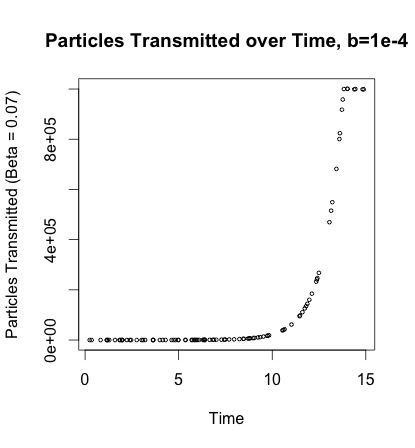 Particles Transmitted over Time, b=1e-4
Particles Transmitted (Beta = 0.07)
8e+05
4e+05
0e+00
0 5 10 15
Time